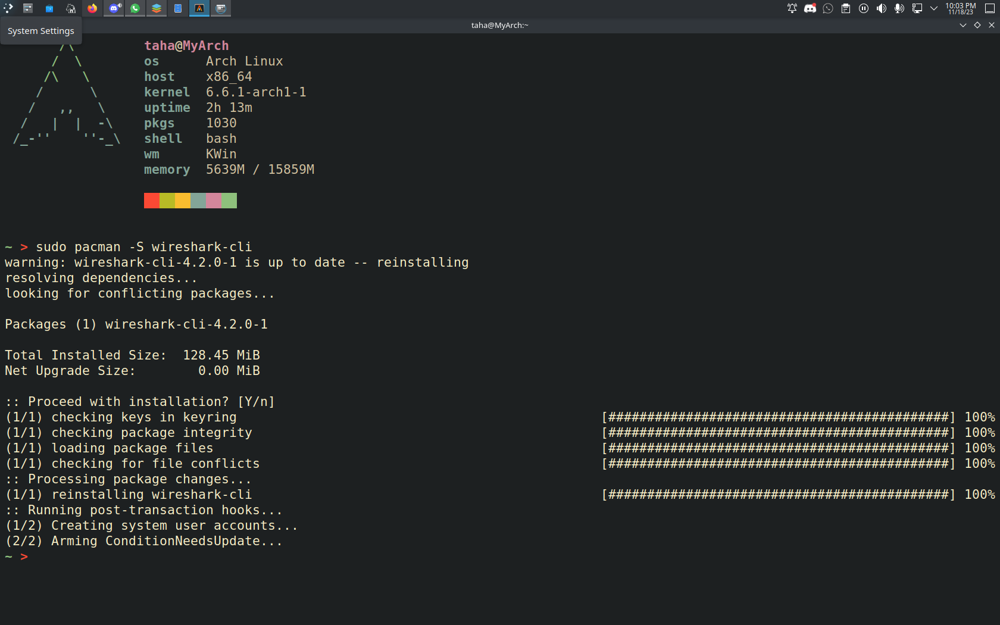 10:03 PM
11/18/23
taha@MyArch:~
System Settings
taha@MyArch
os Arch Linux
host x86_64
kernel 6.6.1-arch1-1
uptime 2h 13m
pkgs 1030
shell bash
wm KWin
memory 5639M / 15859M
~ > sudo pacman -S wireshark-cli
warning: wireshark-cli-4.2.0-1 is up to date -- reinstalling
resolving dependencies...
looking for conflicting packages...
Packages (1) wireshark-cli-4.2.0-1
Total Installed Size:  128.45 MiB
Net Upgrade Size:        0.00 MiB
:: Proceed with installation? [Y/n]
(1/1) checking keys in keyring [############################################] 100%
(1/1) checking package integrity [############################################] 100%
(1/1) loading package files [############################################] 100%
(1/1) checking for file conflicts [############################################] 100%
:: Processing package changes...
(1/1) reinstalling wireshark-cli [############################################] 100%
:: Running post-transaction hooks...
(1/2) Creating system user accounts...
(2/2) Arming ConditionNeedsUpdate...
~ >